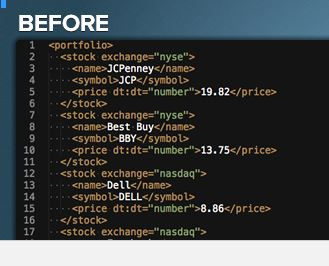 BEFORE
1 <portfolio>
2 <stock exchange="nyse">
3 <name>JCPenney</name>
4 <symbol>JCP</symbol>
5 <price dt:dt="number">19.82</price>
6 </stock>
7 <stock exchange="nyse">
8 <name>Best Buy</name>
9 <symbol>BBY</symbol>
10 <price dt:dt="number">13.75</price>
11 </stock>
12 <stock exchange="nasdaq">
13 <name>Dell</name>
14 <symbol>DELL</symbol>
15 <price dt:dt="number">8.86</price>
16 </stock>
17 <stock exchange="nasdaq">